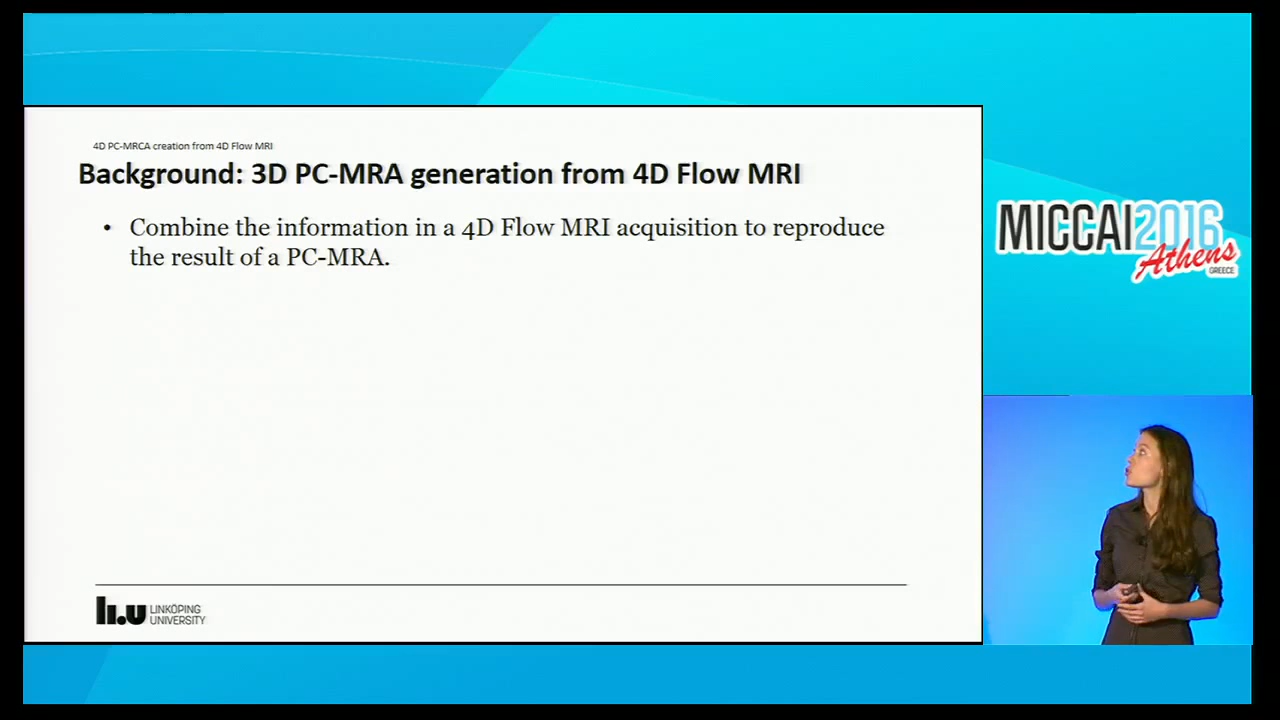 4D PC-MRCA creation from 4D Flow MRI
Background: 3D PC-MRA generation from 4D Flow MRI
• Combine the information in a 4D Flow MRI acquisition to reproduce
the result of a PC-MRA.
li.u LINKÖPING
UNIVERSITY
MICCAI2016
Athens
GREECE